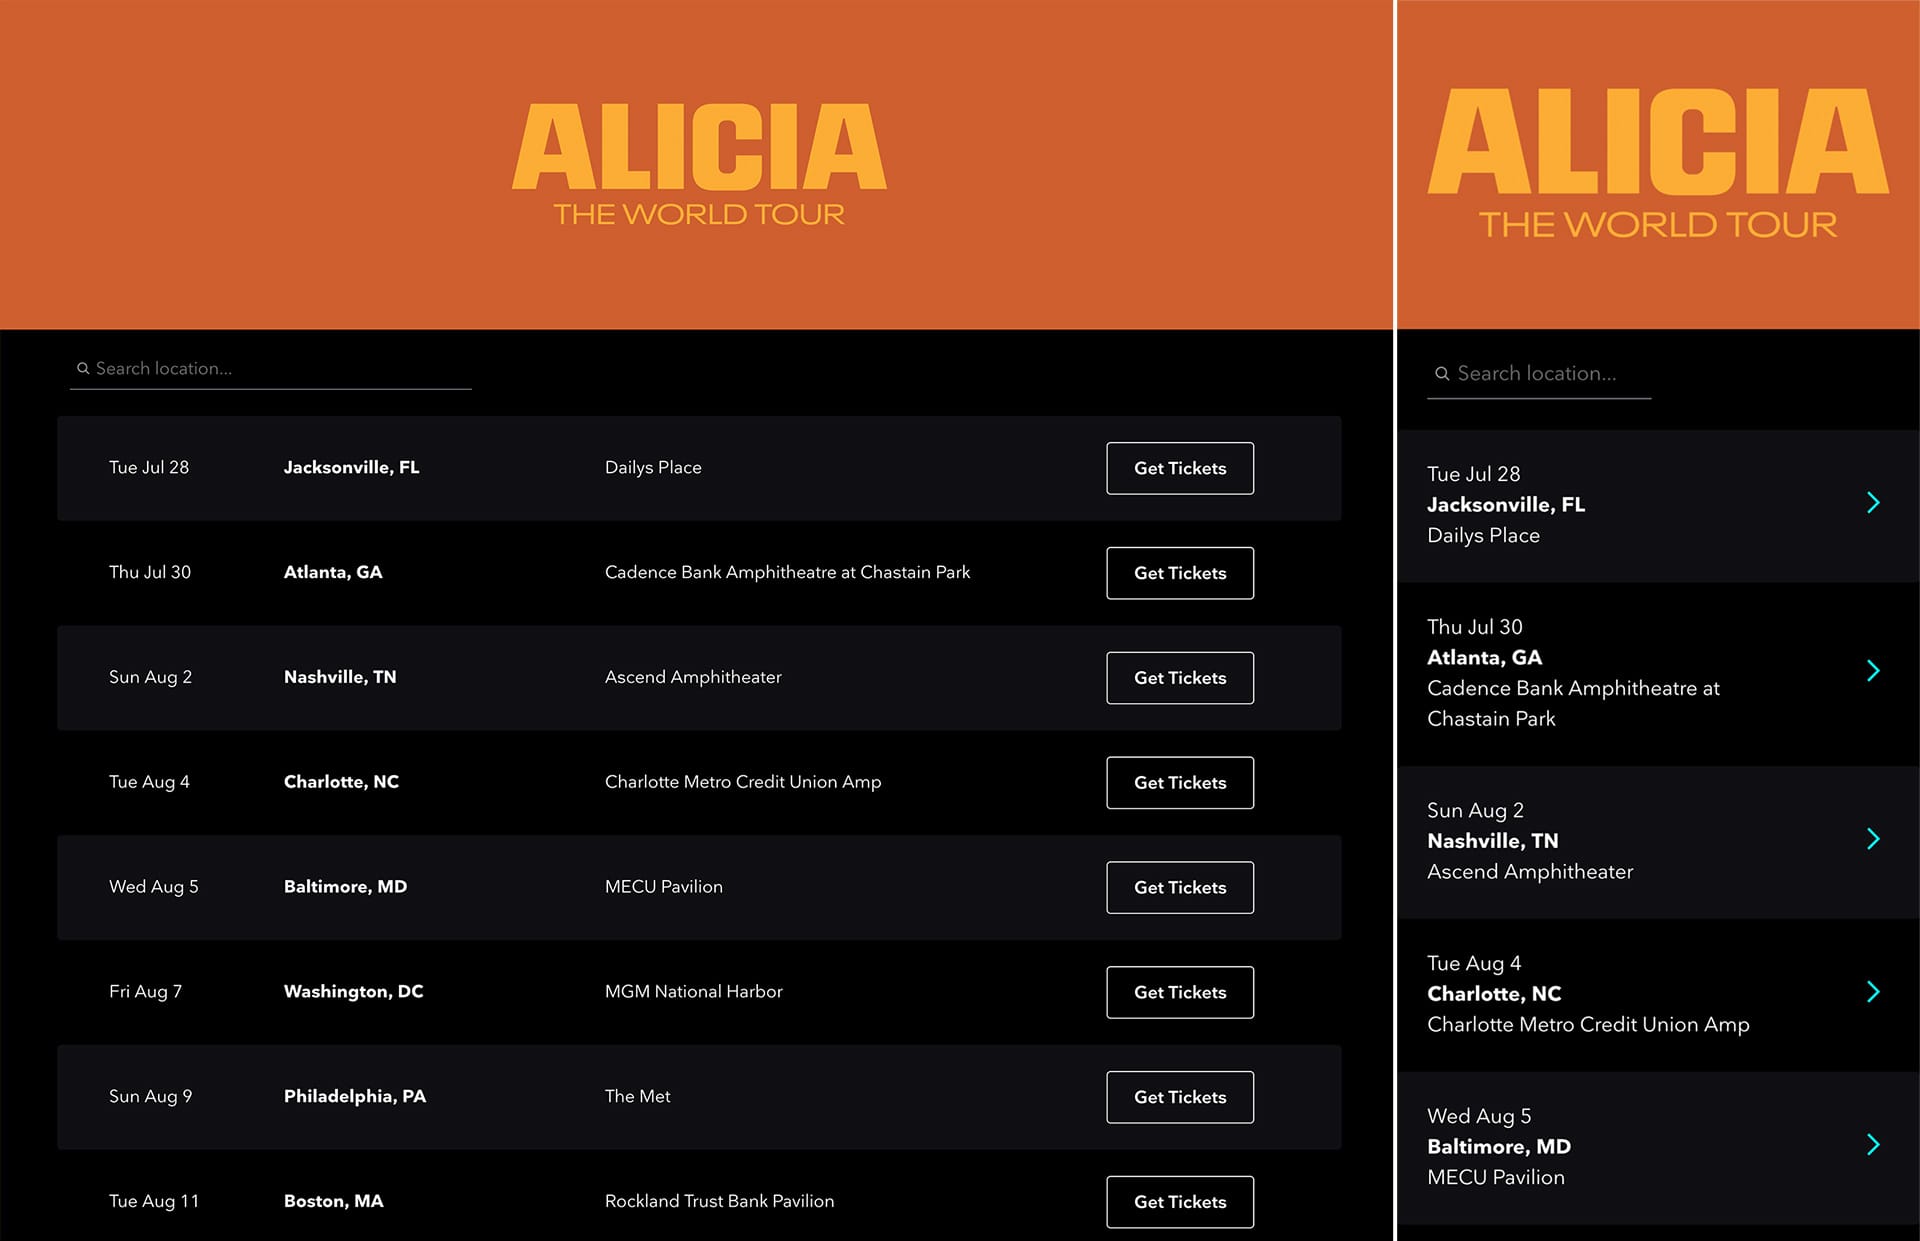 ALICIA
THE WORLD TOUR
Search location...
Tue Jul 28 Jacksonville, FL Dailys Place Get Tickets
Thu Jul 30 Atlanta, GA Cadence Bank Amphitheatre at Chastain Park Get Tickets
Sun Aug 2 Nashville, TN Ascend Amphitheater Get Tickets
Tue Aug 4 Charlotte, NC Charlotte Metro Credit Union Amp Get Tickets
Wed Aug 5 Baltimore, MD MECU Pavilion Get Tickets
Fri Aug 7 Washington, DC MGM National Harbor Get Tickets
Sun Aug 9 Philadelphia, PA The Met Get Tickets
Tue Aug 11 Boston, MA Rockland Trust Bank Pavilion Get Tickets
ALICIA
THE WORLD TOUR
Search location...
Tue Jul 28
Jacksonville, FL
Dailys Place
Thu Jul 30
Atlanta, GA
Cadence Bank Amphitheatre at
Chastain Park
Sun Aug 2
Nashville, TN
Ascend Amphitheater
Tue Aug 4
Charlotte, NC
Charlotte Metro Credit Union Amp
Wed Aug 5
Baltimore, MD
MECU Pavilion